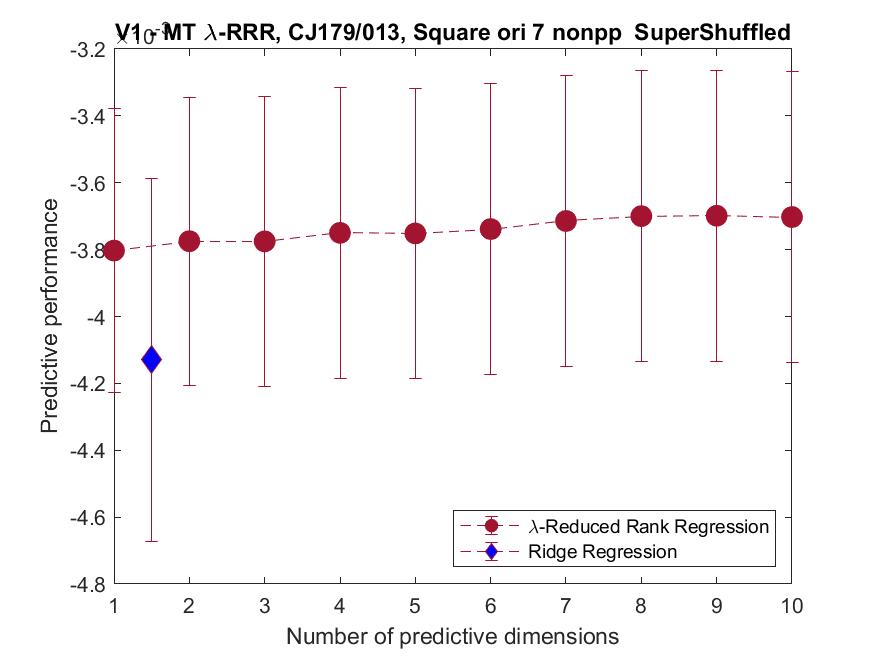 V1 - MT λ-RRR, CJ179/013, Square ori 7 nonpp SuperShuffled
×10⁻³
-3.2
-3.4
-3.6
-3.8
-4
-4.2
-4.4
-4.6
-4.8
Predictive performance
λ-Reduced Rank Regression
Ridge Regression
1 2 3 4 5 6 7 8 9 10
Number of predictive dimensions